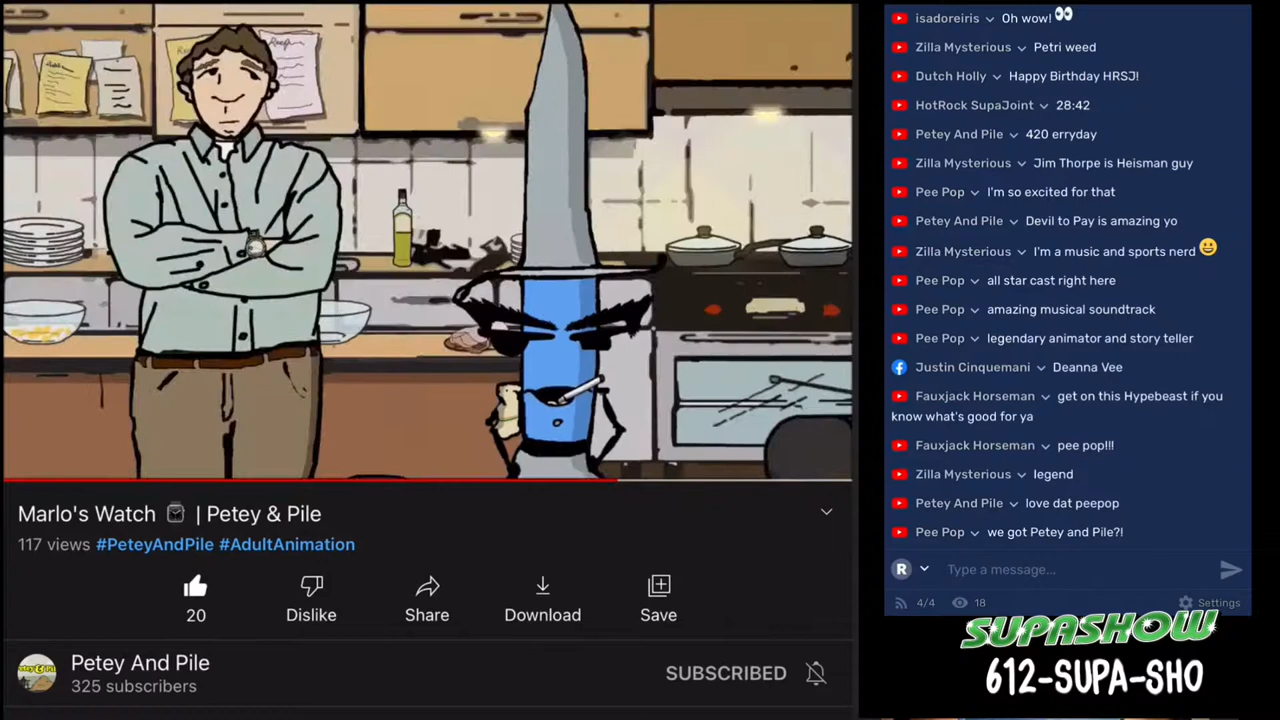 Marlo's Watch | Petey & Pile
117 views #PeteyAndPile #AdultAnimation
20
Dislike
Share
Download
Save
Petey And Pile
325 subscribers
SUBSCRIBED
isadoreiris Oh wow! 👀
Zilla Mysterious Petri weed
Dutch Holly Happy Birthday HRSJ!
HotRock SupaJoint 28:42
Petey And Pile 420 erryday
Zilla Mysterious Jim Thorpe is Heisman guy
Pee Pop I'm so excited for that
Petey And Pile Devil to Pay is amazing yo
Zilla Mysterious I'm a music and sports nerd 😀
Pee Pop all star cast right here
Pee Pop amazing musical soundtrack
Pee Pop legendary animator and story teller
Justin Cinquemani Deanna Vee
Fauxjack Horseman get on this Hypebeast if you
know what's good for ya
Fauxjack Horseman pee pop!!!
Zilla Mysterious legend
Petey And Pile love dat peepop
Pee Pop we got Petey and Pile?!
R Type a message...
4/4 18 Settings
SUPASHOW
612-SUPA-SHO